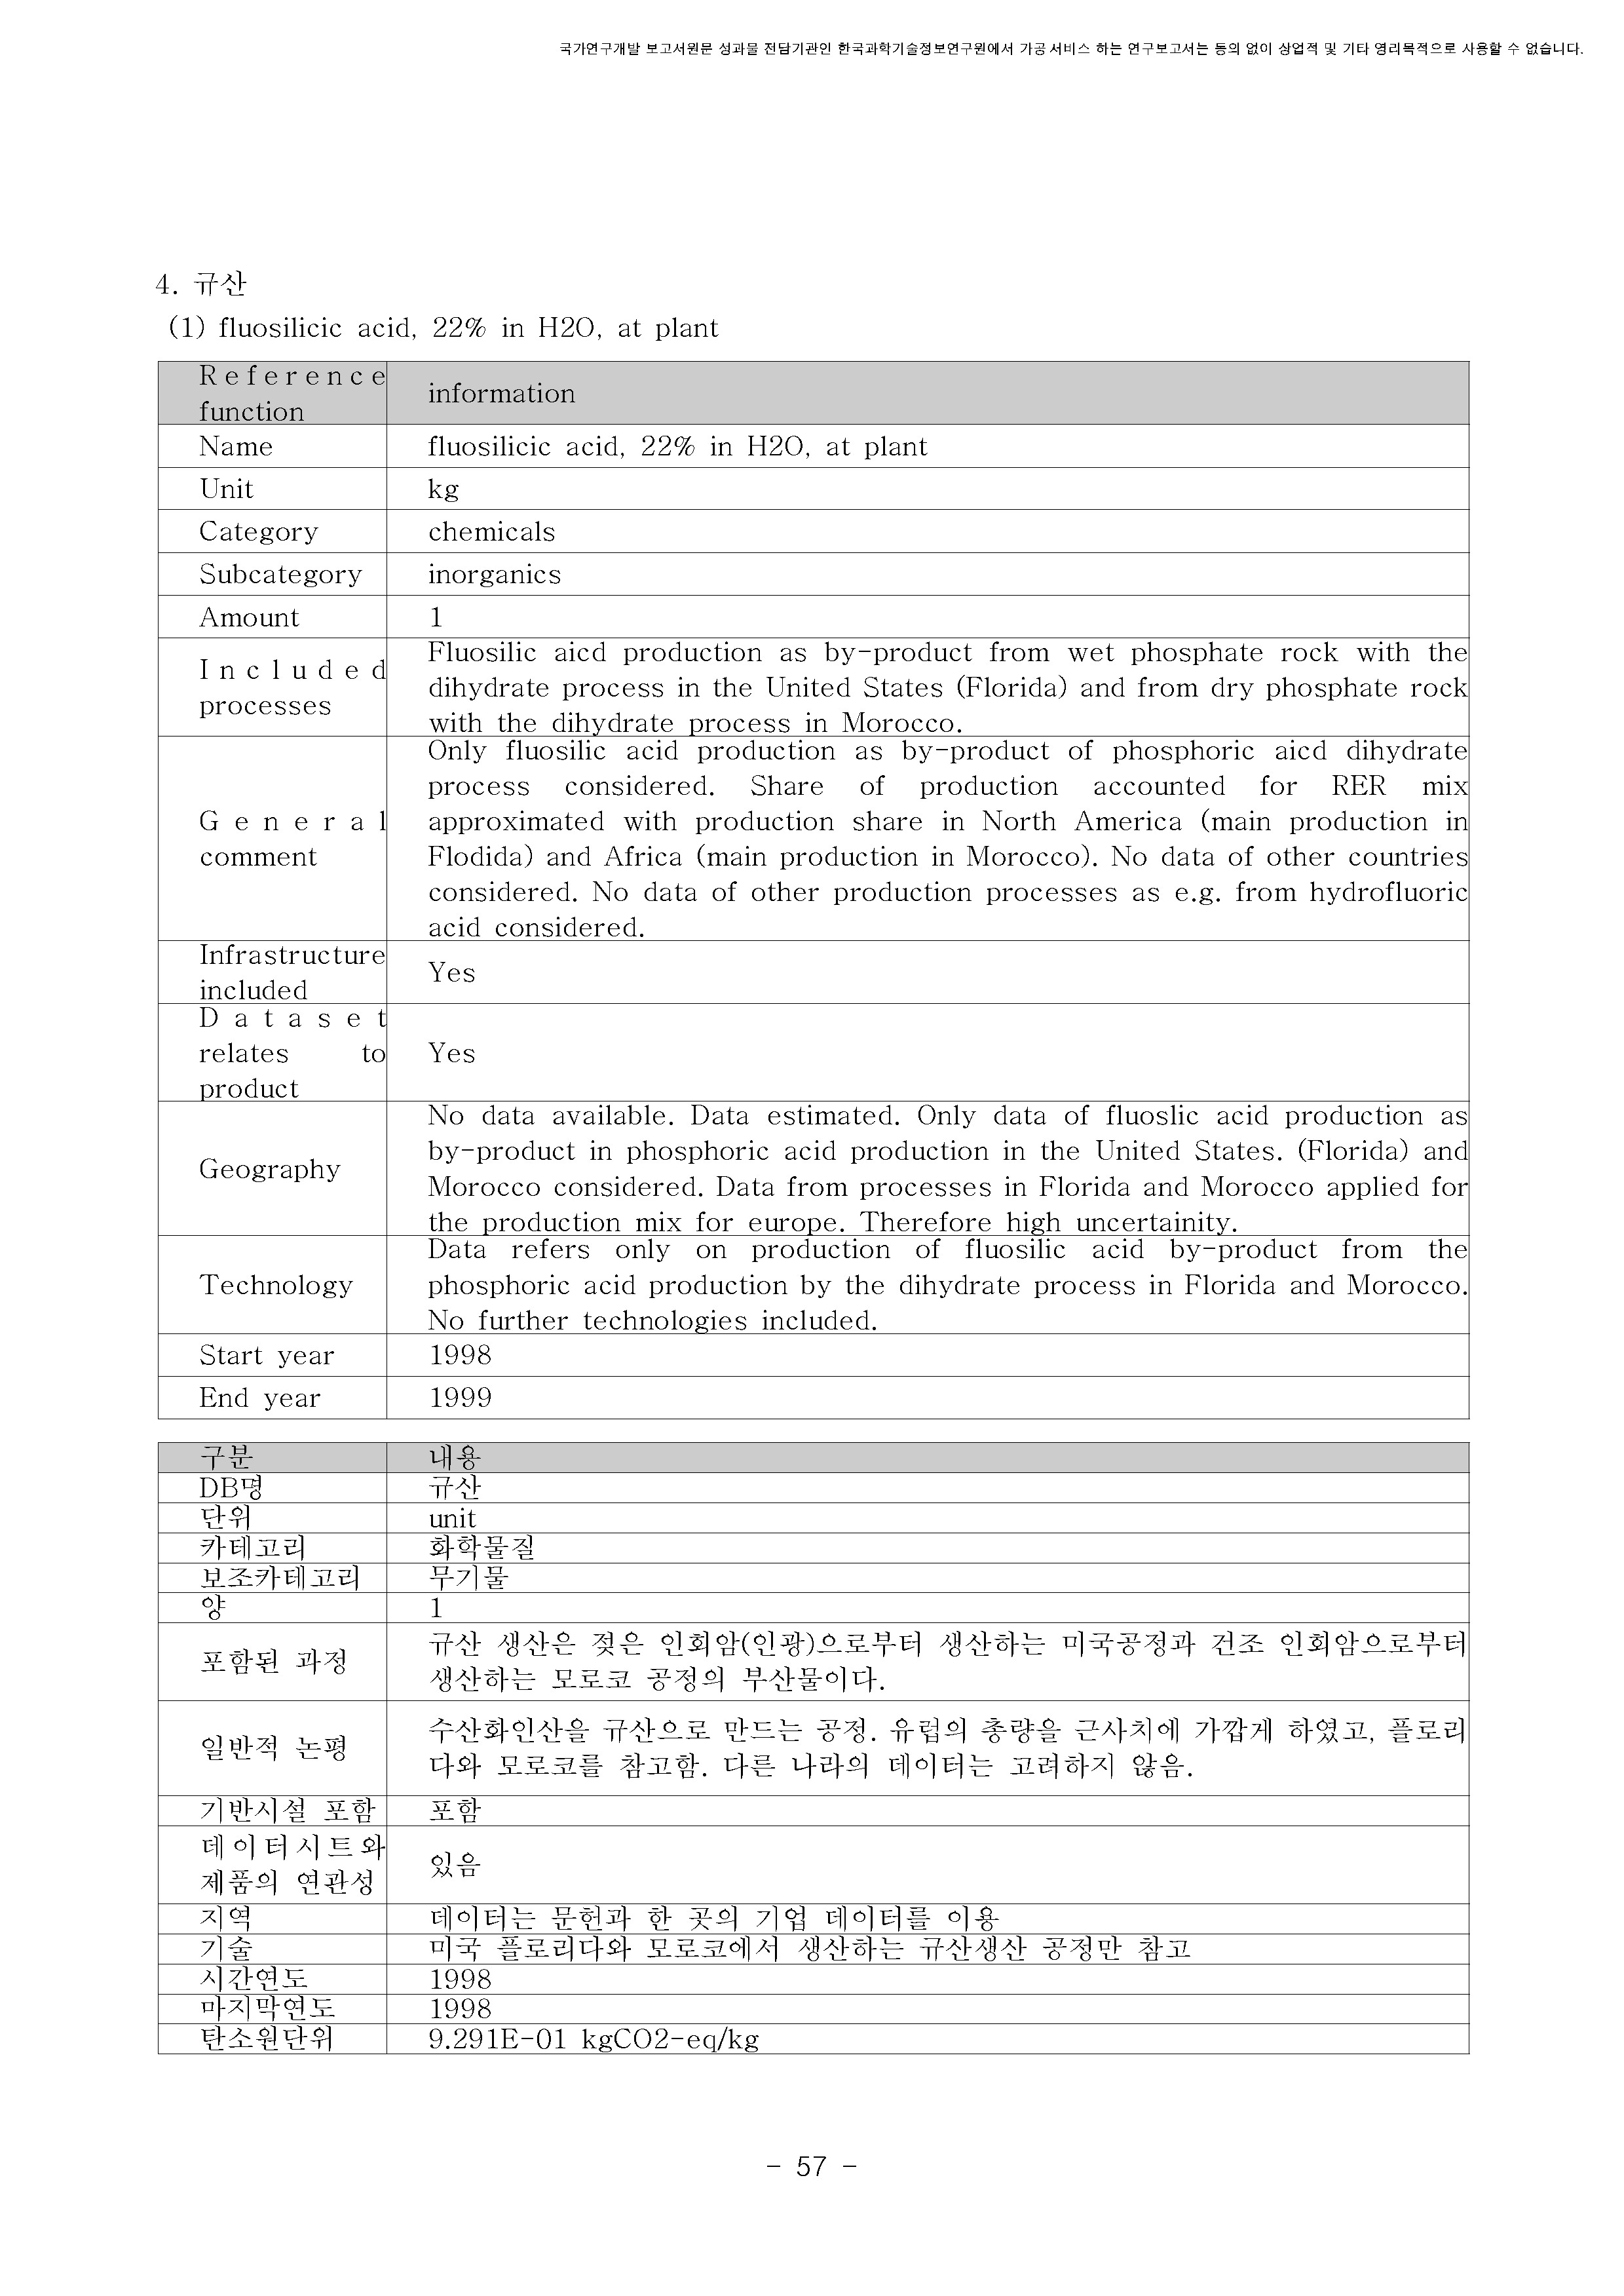 국가연구개발 보고서원문 성과물 전담기관인 한국과학기술정보연구원에서 가공·서비스 하는 연구보고서는 동의 없이 상업적 및 기타 영리목적으로 사용할 수 없습니다.
4. 규산
(1) fluosilicic acid, 22% in H2O, at plant
Reference
function
information
Name
fluosilicic acid, 22% in H2O, at plant
Unit
kg
Category
chemicals
Subcategory
inorganics
Amount
1
Included
processes
Fluosilic aicd production as by-product from wet phosphate rock with the
dihydrate process in the United States (Florida) and from dry phosphate rock
with the dihydrate process in Morocco.
General
comment
Only fluosilic acid production as by-product of phosphoric aicd dihydrate
process considered. Share of production accounted for RER mix
approximated with production share in North America (main production in
Flodida) and Africa (main production in Morocco). No data of other countries
considered. No data of other production processes as e.g. from hydrofluoric
acid considered.
Infrastructure
included
Yes
Dataset
relates to
product
Yes
Geography
No data available. Data estimated. Only data of fluoslic acid production as
by-product in phosphoric acid production in the United States. (Florida) and
Morocco considered. Data from processes in Florida and Morocco applied for
the production mix for europe. Therefore high uncertainity.
Technology
Data refers only on production of fluosilic acid by-product from the
phosphoric acid production by the dihydrate process in Florida and Morocco.
No further technologies included.
Start year
1998
End year
1999
구분
내용
DB명
규산
단위
unit
카테고리
화학물질
보조카테고리
무기물
양
1
포함된 과정
규산 생산은 젖은 인회암(인광)으로부터 생산하는 미국공정과 건조 인회암으로부터
생산하는 모로코 공정의 부산물이다.
일반적 논평
수산화인산을 규산으로 만드는 공정. 유럽의 총량을 근사치에 가깝게 하였고, 플로리
다와 모로코를 참고함. 다른 나라의 데이터는 고려하지 않음.
기반시설 포함
포함
데이터시트와
제품의 연관성
있음
지역
데이터는 문헌과 한 곳의 기업 데이터를 이용
기술
미국 플로리다와 모로코에서 생산하는 규산생산 공정만 참고
시간연도
1998
마지막연도
1998
탄소원단위
9.291E-01 kgCO2-eq/kg
- 57 -